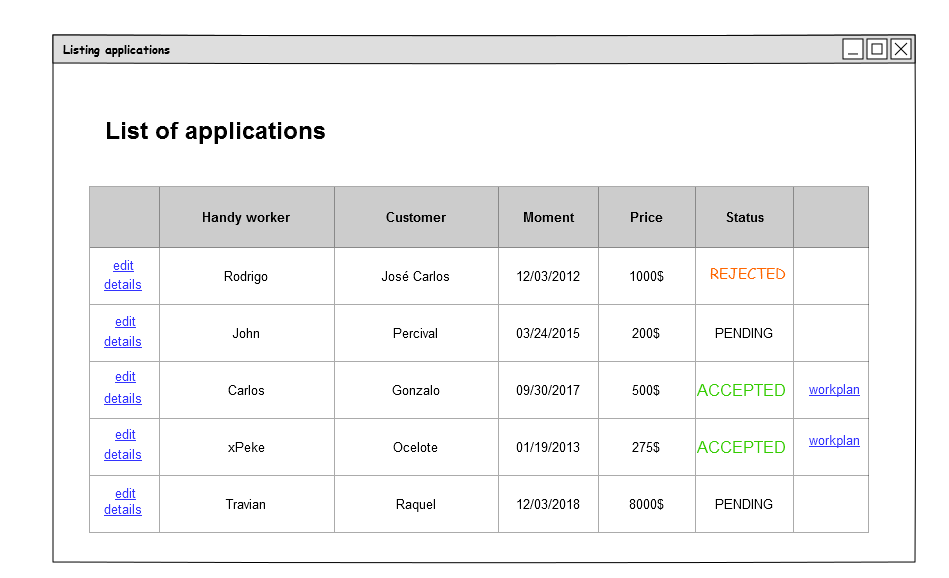 Listing applications
List of applications
Handy worker Customer Moment Price Status
edit
details Rodrigo José Carlos 12/03/2012 1000$ REJECTED
edit
details John Percival 03/24/2015 200$ PENDING
edit
details Carlos Gonzalo 09/30/2017 500$ ACCEPTED workplan
edit
details xPeke Ocelote 01/19/2013 275$ ACCEPTED workplan
edit
details Travian Raquel 12/03/2018 8000$ PENDING